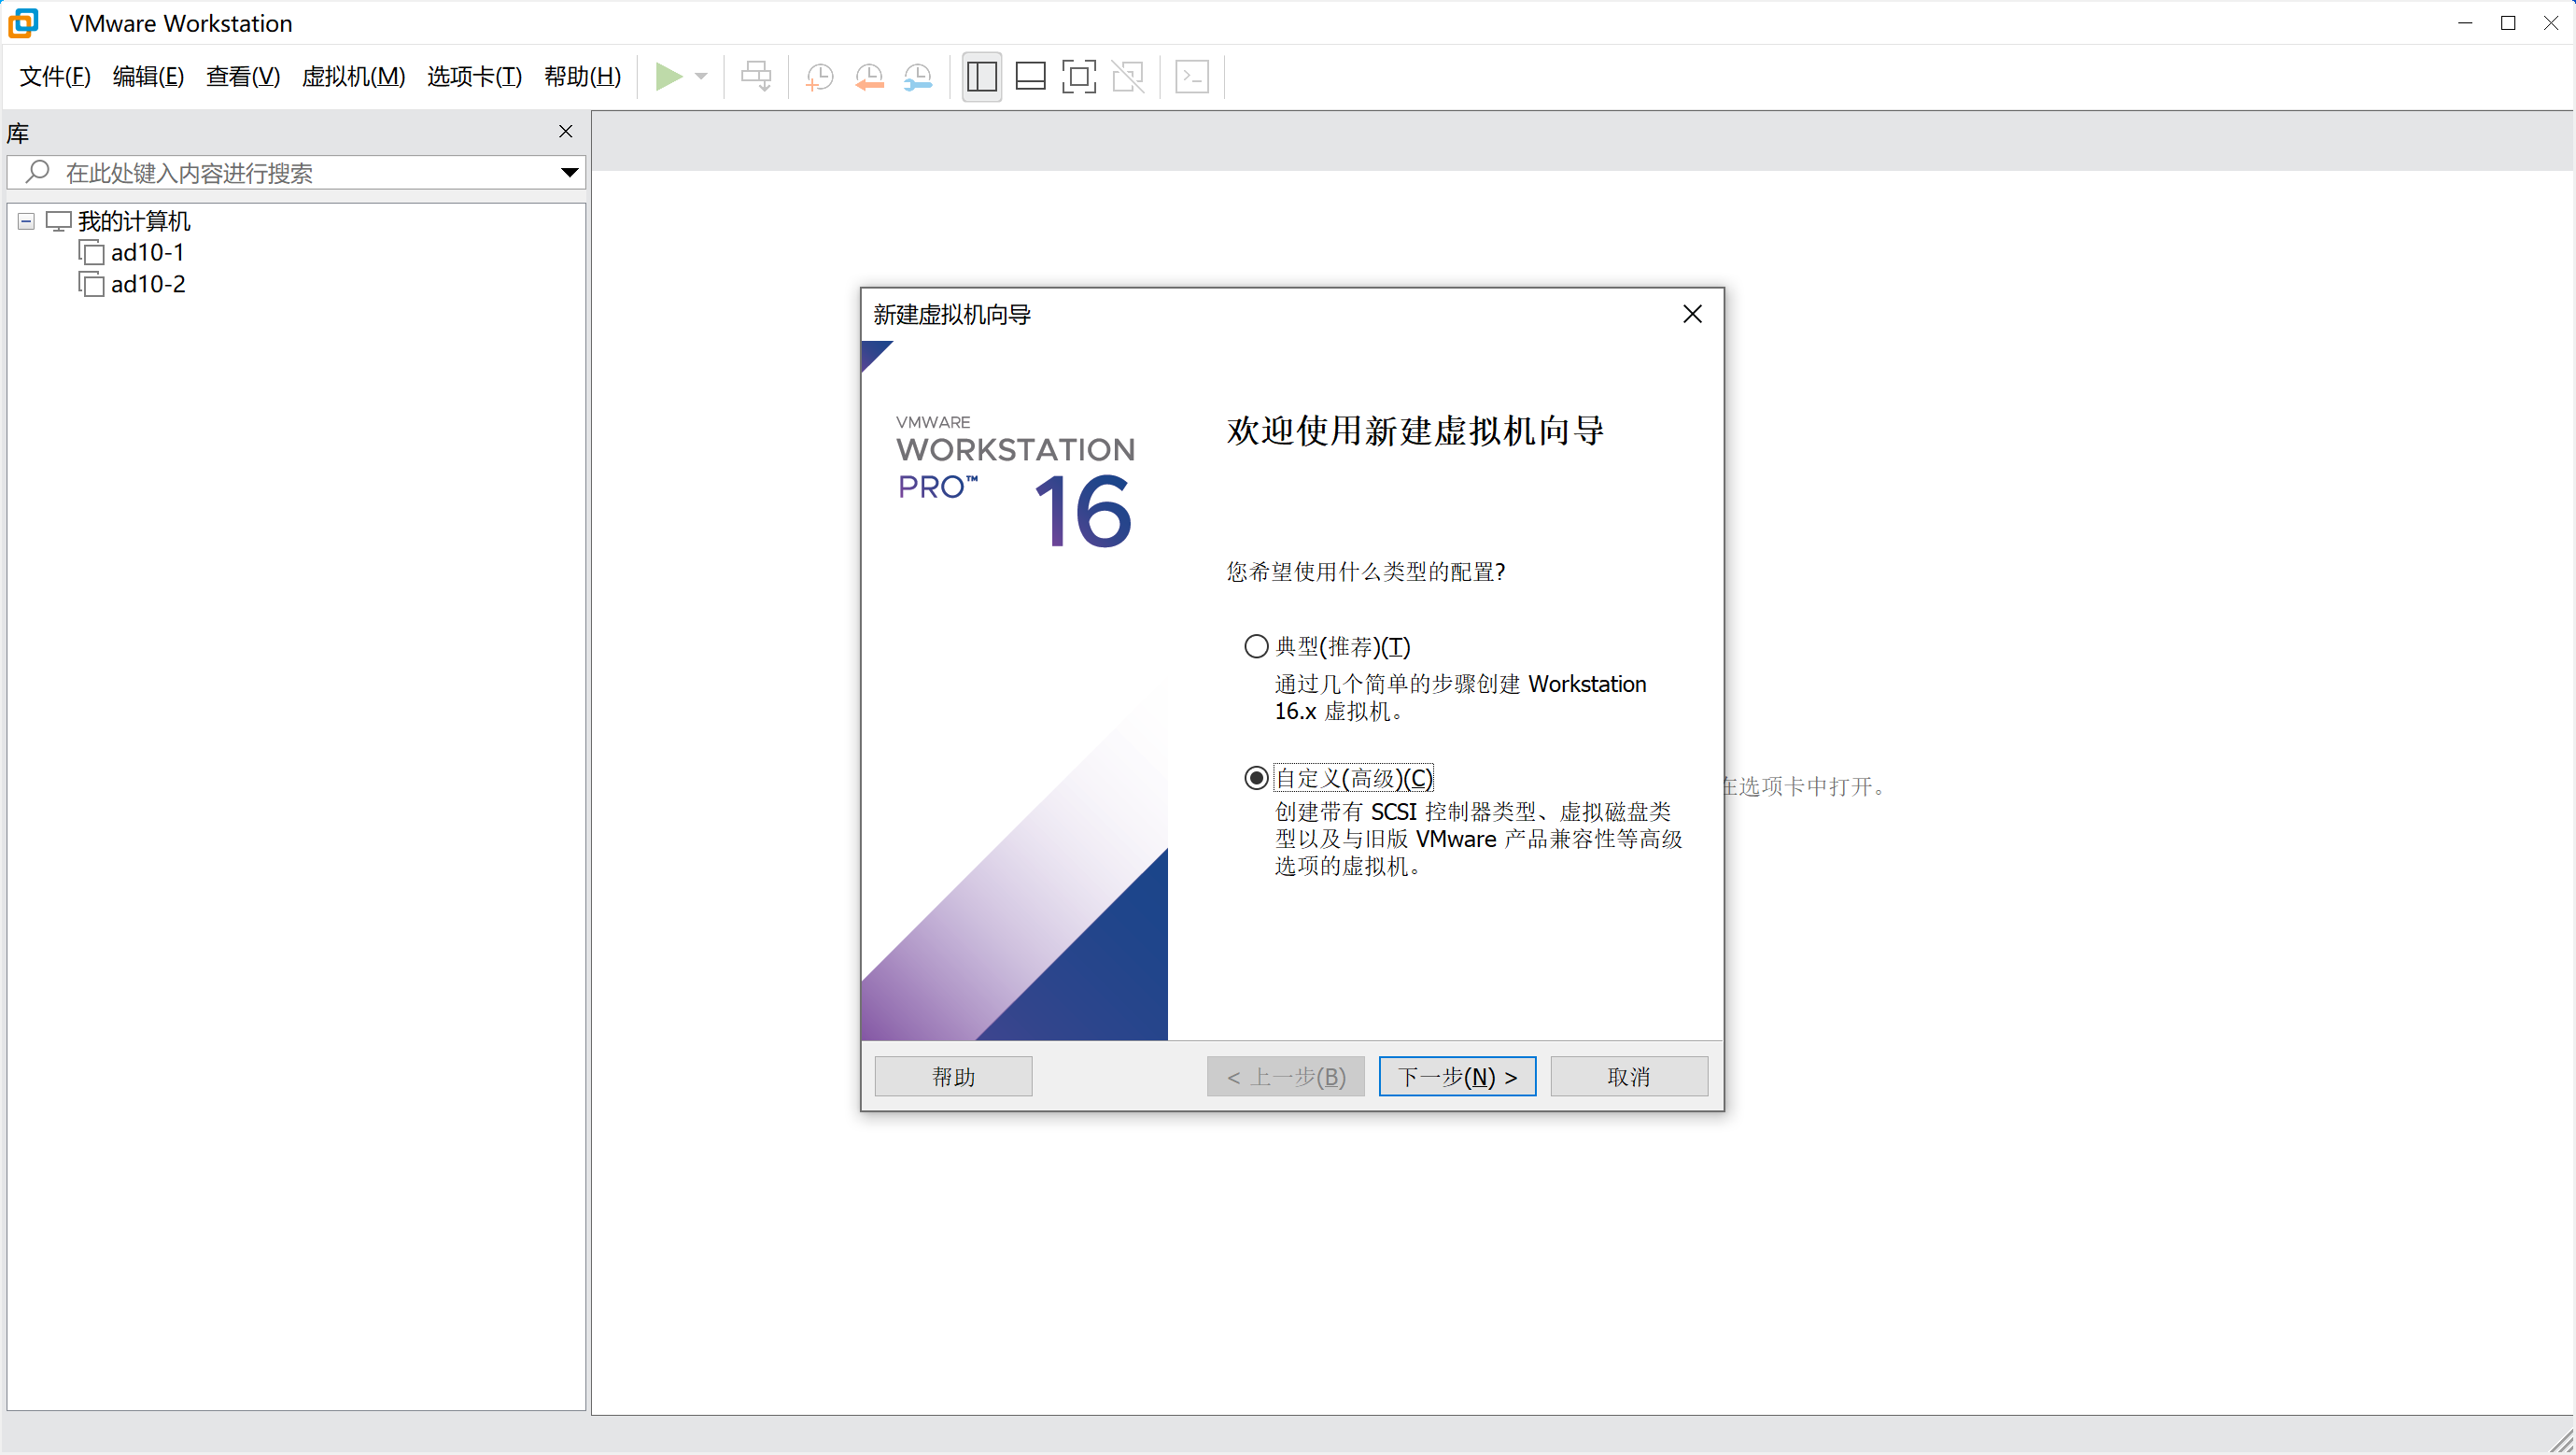 VMware Workstation
文件(F) 编辑(E) 查看(V) 虚拟机(M) 选项卡(T) 帮助(H)
库
在此处键入内容进行搜索
我的计算机
ad10-1
ad10-2
新建虚拟机向导
VMWARE
WORKSTATION
PRO™ 16
欢迎使用新建虚拟机向导
您希望使用什么类型的配置?
典型(推荐)(T)
通过几个简单的步骤创建 Workstation
16.x 虚拟机。
自定义(高级)(C)
创建带有 SCSI 控制器类型、虚拟磁盘类
型以及与旧版 VMware 产品兼容性等高级
选项的虚拟机。
在选项卡中打开。
帮助
< 上一步(B)
下一步(N) >
取消